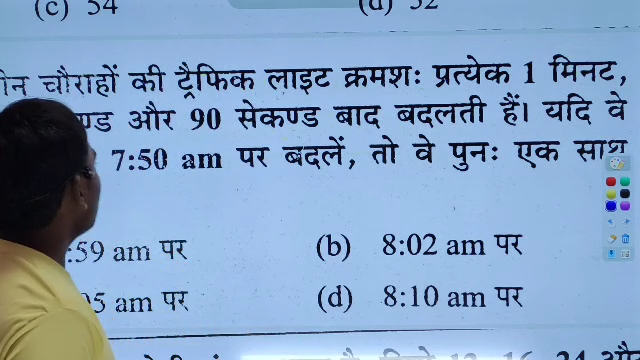 (c) 54 (d) 52
चौराहों की ट्रैफिक लाइट क्रमशः प्रत्येक 1 मिनट,
और 90 सेकण्ड बाद बदलती हैं। यदि वे
7:50 am पर बदलें, तो वे पुनः एक साथ
:59 am पर (b) 8:02 am पर
5 am पर (d) 8:10 am पर